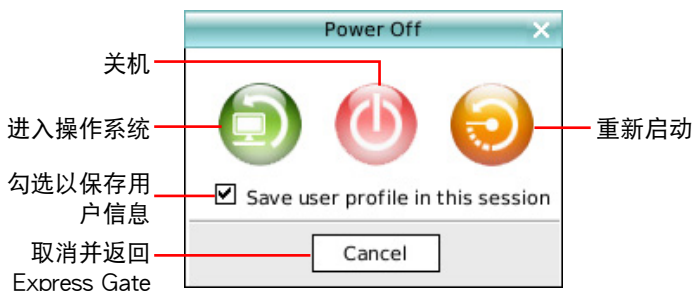 Power Off
关机
进入操作系统
重新启动
勾选以保存用
户信息
Save user profile in this session
取消并返回
Express Gate
Cancel